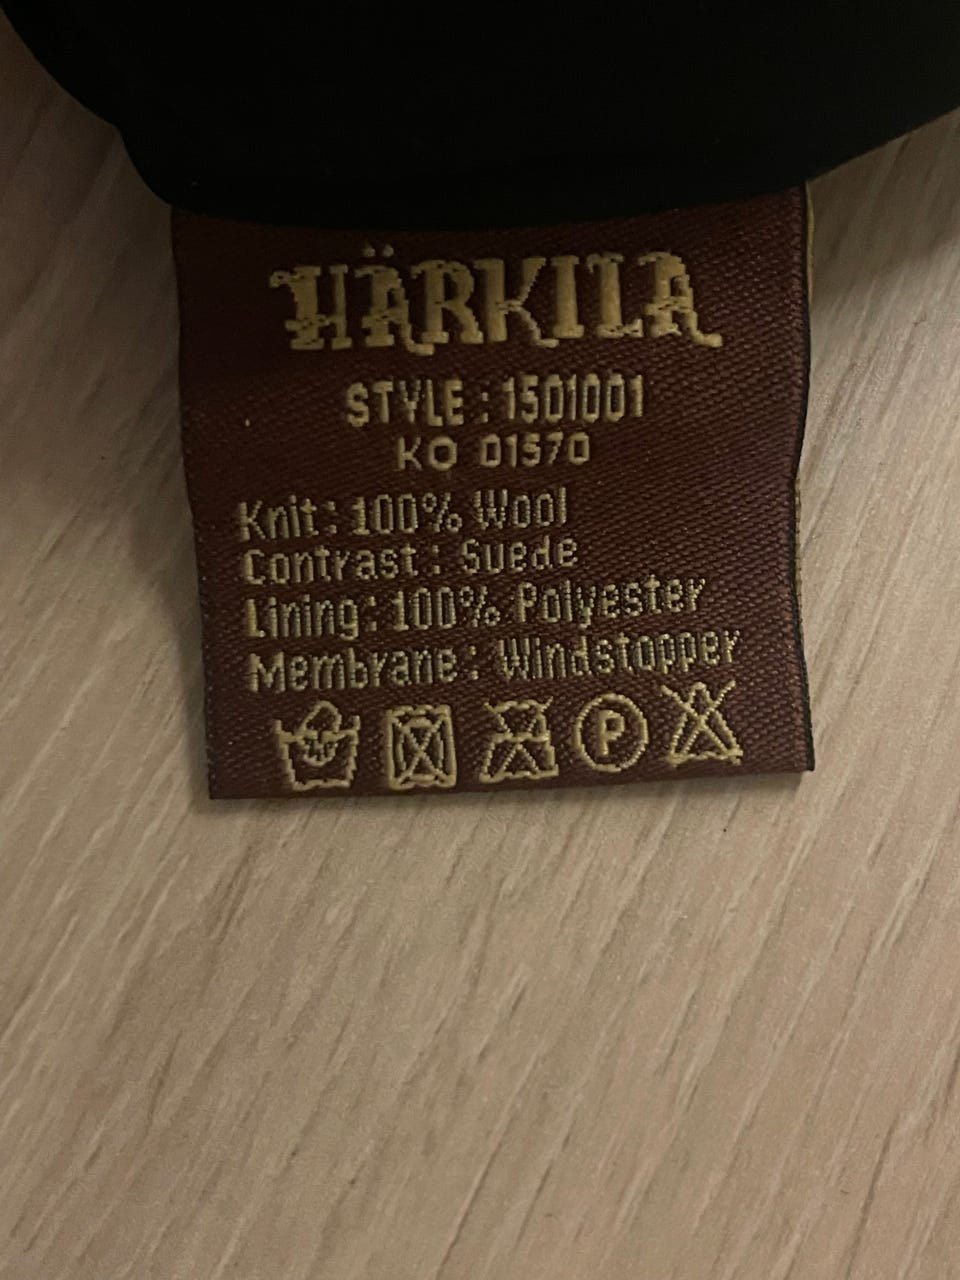 HÄRKILA
STYLE : 1501001
KO 01570
Knit: 100% Wool
Contrast : Suede
Lining: 100% Polyester
Membrane: Windstopper
P